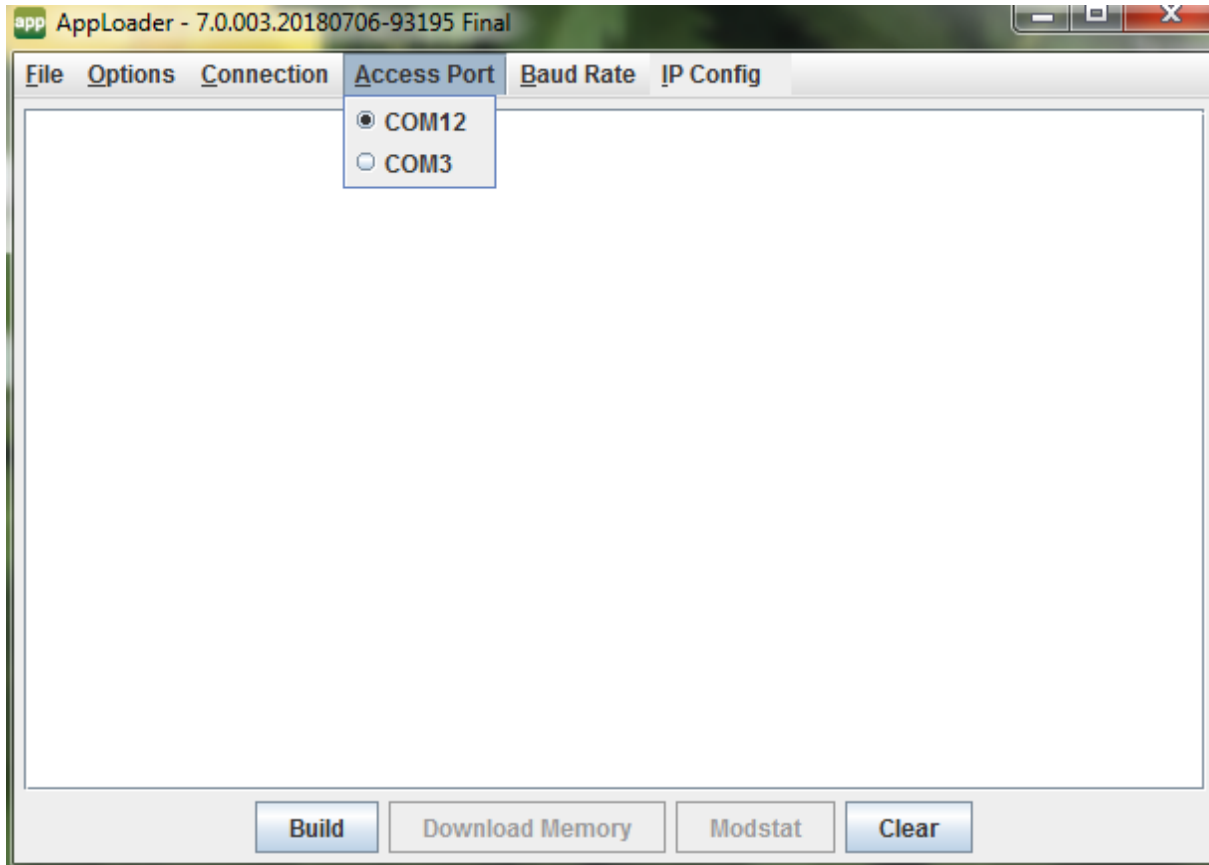 app AppLoader - 7.0.003.20180706-93195 Final
File Options Connection Access Port Baud Rate IP Config
COM12
COM3
Build Download Memory Modstat Clear